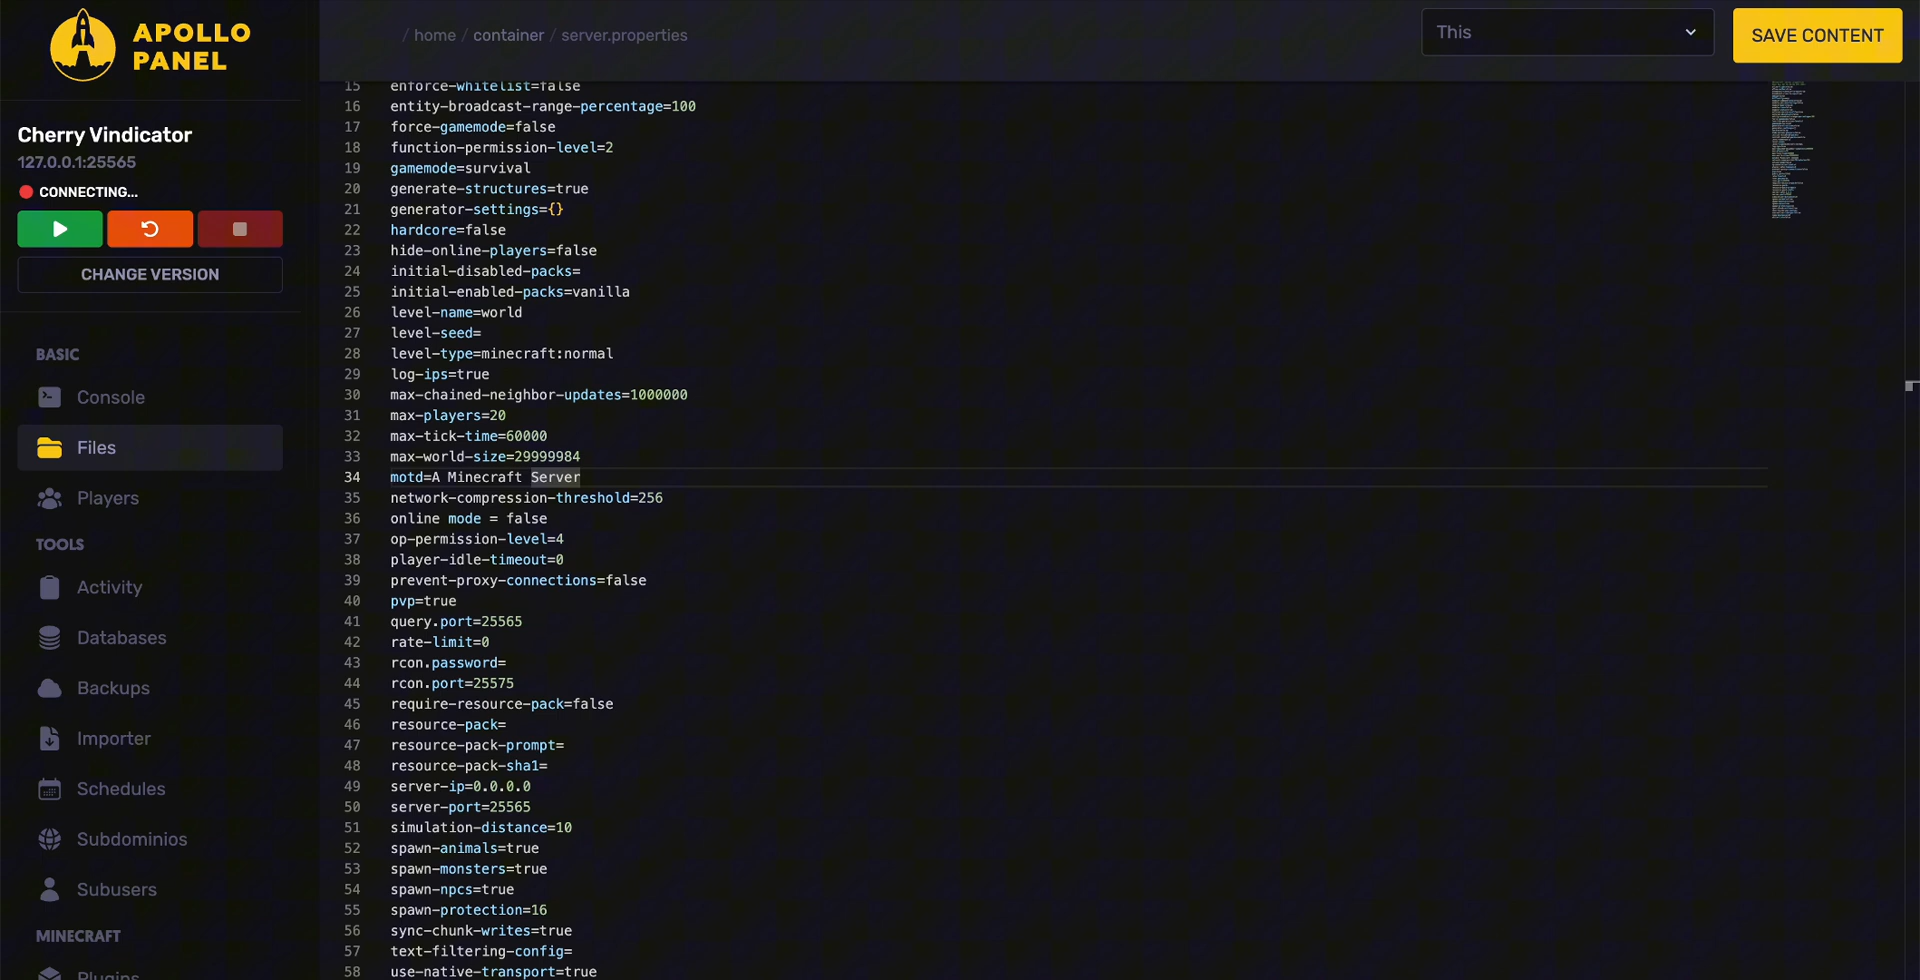 APOLLO
PANEL
/ home / container / server.properties
This
SAVE CONTENT
Cherry Vindicator
127.0.0.1:25565
CONNECTING...
CHANGE VERSION
BASIC
Console
Files
Players
TOOLS
Activity
Databases
Backups
Importer
Schedules
Subdominios
Subusers
MINECRAFT
Plugins
15 enforce-whitelist=false
16 entity-broadcast-range-percentage=100
17 force-gamemode=false
18 function-permission-level=2
19 gamemode=survival
20 generate-structures=true
21 generator-settings={}
22 hardcore=false
23 hide-online-players=false
24 initial-disabled-packs=
25 initial-enabled-packs=vanilla
26 level-name=world
27 level-seed=
28 level-type=minecraft:normal
29 log-ips=true
30 max-chained-neighbor-updates=1000000
31 max-players=20
32 max-tick-time=60000
33 max-world-size=29999984
34 motd=A Minecraft Server
35 network-compression-threshold=256
36 online mode = false
37 op-permission-level=4
38 player-idle-timeout=0
39 prevent-proxy-connections=false
40 pvp=true
41 query.port=25565
42 rate-limit=0
43 rcon.password=
44 rcon.port=25575
45 require-resource-pack=false
46 resource-pack=
47 resource-pack-prompt=
48 resource-pack-sha1=
49 server-ip=0.0.0.0
50 server-port=25565
51 simulation-distance=10
52 spawn-animals=true
53 spawn-monsters=true
54 spawn-npcs=true
55 spawn-protection=16
56 sync-chunk-writes=true
57 text-filtering-config=
58 use-native-transport=true